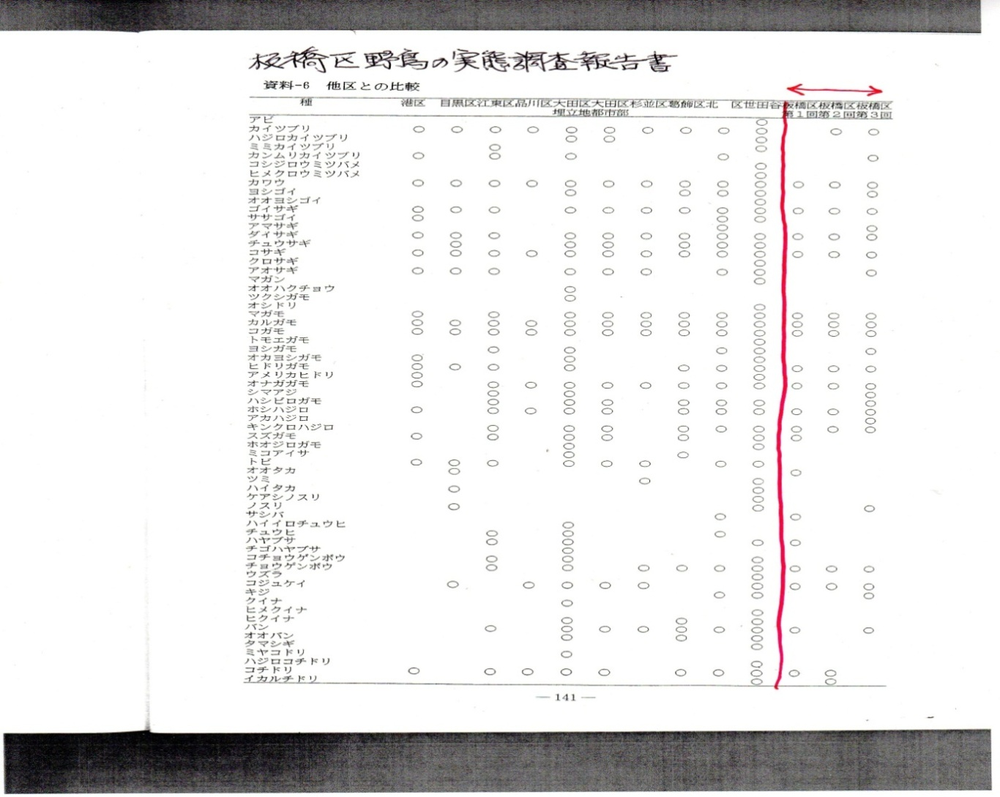 板橋区野鳥の実態調査報告書
資料-6 他区との比較
種 港区 目黒区 江東区 品川区 大田区 大田区 杉並区 葛飾区 北区 世田谷 板橋区 板橋区 板橋区
埋立地 都市部 第1回 第2回 第3回
アビ
カイツブリ
ハジロカイツブリ
ミミカイツブリ
カンムリカイツブリ
コシジロウミツバメ
ヒメクロウミツバメ
カワウ
ヨシゴイ
オオヨシゴイ
ゴイサギ
ササゴイ
アマサギ
ダイサギ
チュウサギ
コサギ
クロサギ
アオサギ
マガン
オオハクチョウ
ツクシガモ
オシドリ
マガモ
カルガモ
コガモ
トモエガモ
ヨシガモ
オカヨシガモ
ヒドリガモ
アメリカヒドリ
オナガガモ
シマアジ
ハシビロガモ
ホシハジロ
アカハジロ
キンクロハジロ
スズガモ
ホオジロガモ
ミコアイサ
トビ
オオタカ
ツミ
ハイタカ
ケアシノスリ
ノスリ
サシバ
ハイイロチュウヒ
チュウヒ
ハヤブサ
チゴハヤブサ
コチョウゲンボウ
チョウゲンボウ
ウズラ
コジュケイ
キジ
クイナ
ヒメクイナ
ヒクイナ
バン
オオバン
タマシギ
ミヤコドリ
ハジロコチドリ
コチドリ
イカルチドリ
— 141 —